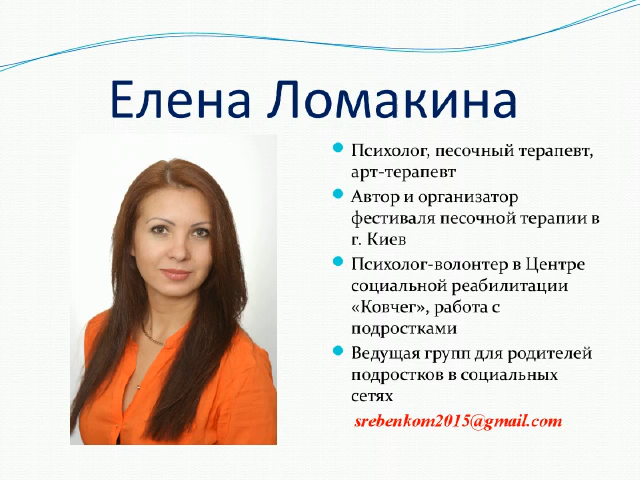 Елена Ломакина
Психолог, песочный терапевт,
арт-терапевт
Автор и организатор
фестиваля песочной терапии в
г. Киев
Психолог-волонтер в Центре
социальной реабилитации
«Ковчег», работа с
подростками
Ведущая групп для родителей
подростков в социальных
сетях
srebenkom2015@gmail.com